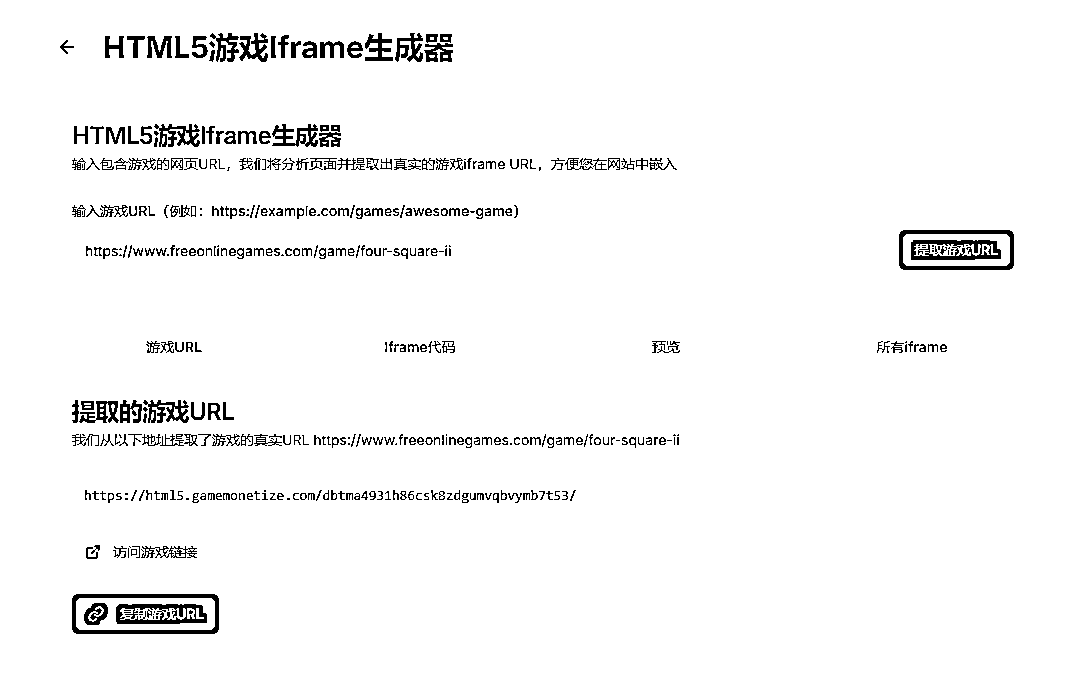 HTML5游戏Iframe生成器
HTML5游戏Iframe生成器
输入包含游戏的网页URL，我们将分析页面并提取出真实的游戏iframe URL，方便您在网站中嵌入
输入游戏URL（例如：https://example.com/games/awesome-game）
https://www.freeonlinegames.com/game/four-square-ii
提取游戏URL
游戏URL
Iframe代码
预览
所有iframe
提取的游戏URL
我们从以下地址提取了游戏的真实URL https://www.freeonlinegames.com/game/four-square-ii
https://html5.gamemonetize.com/dbtma4931h86csk8zdgumvqbvymb7t53/
访问游戏链接
复制游戏URL